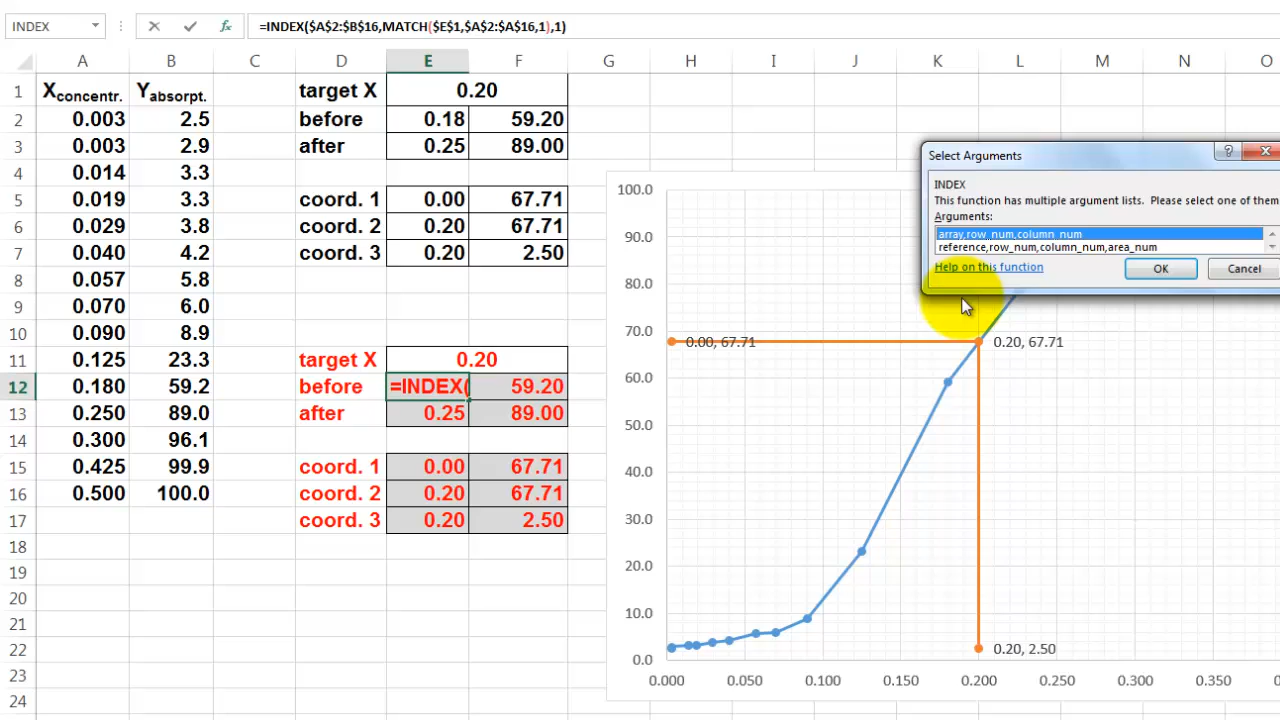 INDEX
=INDEX($A$2:$B$16,MATCH($E$1,$A$2:$A$16,1),1)
A B C D E F G H I J K L M N O
1 Xconcentr. Yabsorpt. target X 0.20
2 0.003 2.5 before 0.18 59.20
3 0.003 2.9 after 0.25 89.00
4 0.014 3.3
5 0.019 3.3 coord. 1 0.00 67.71
6 0.029 3.8 coord. 2 0.20 67.71
7 0.040 4.2 coord. 3 0.20 2.50
8 0.057 5.8
9 0.070 6.0
10 0.090 8.9
11 0.125 23.3 target X 0.20
12 0.180 59.2 before =INDEX( 59.20
13 0.250 89.0 after 0.25 89.00
14 0.300 96.1
15 0.425 99.9 coord. 1 0.00 67.71
16 0.500 100.0 coord. 2 0.20 67.71
17 coord. 3 0.20 2.50
18
19
20
21
22
23
24
Select Arguments
INDEX
This function has multiple argument lists. Please select one of them
Arguments:
array,row_num,column_num
reference,row_num,column_num,area_num
Help on this function
OK
Cancel
100.0
90.0
80.0
70.0
60.0
50.0
40.0
30.0
20.0
10.0
0.0
0.00, 67.71
0.20, 67.71
0.20, 2.50
0.000 0.050 0.100 0.150 0.200 0.250 0.300 0.350